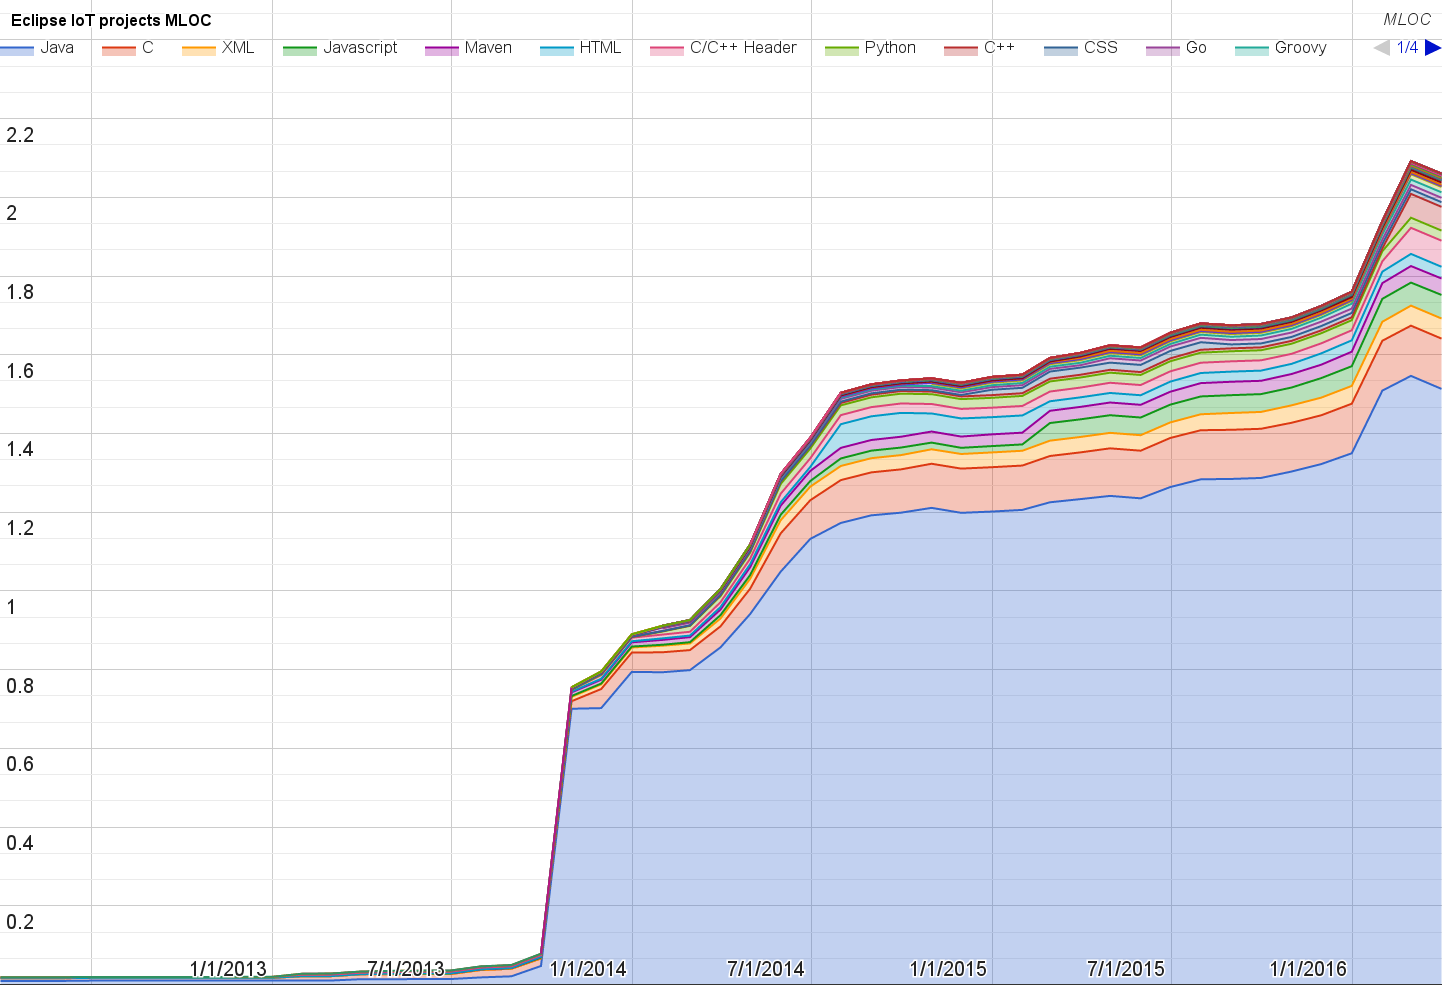 Eclipse IoT projects MLOC
MLOC
Java C XML Javascript Maven HTML C/C++ Header Python C++ CSS Go Groovy 1/4
2.2
2
1.8
1.6
1.4
1.2
1
0.8
0.6
0.4
0.2
1/1/2013 7/1/2013 1/1/2014 7/1/2014 1/1/2015 7/1/2015 1/1/2016